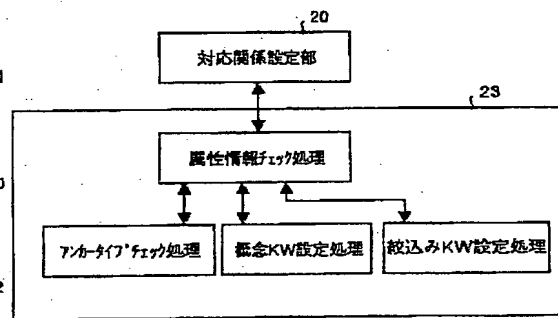 20
対応関係設定部
23
属性情報チェック処理
アンカータイプチェック処理
概念KW設定処理
絞込みKW設定処理